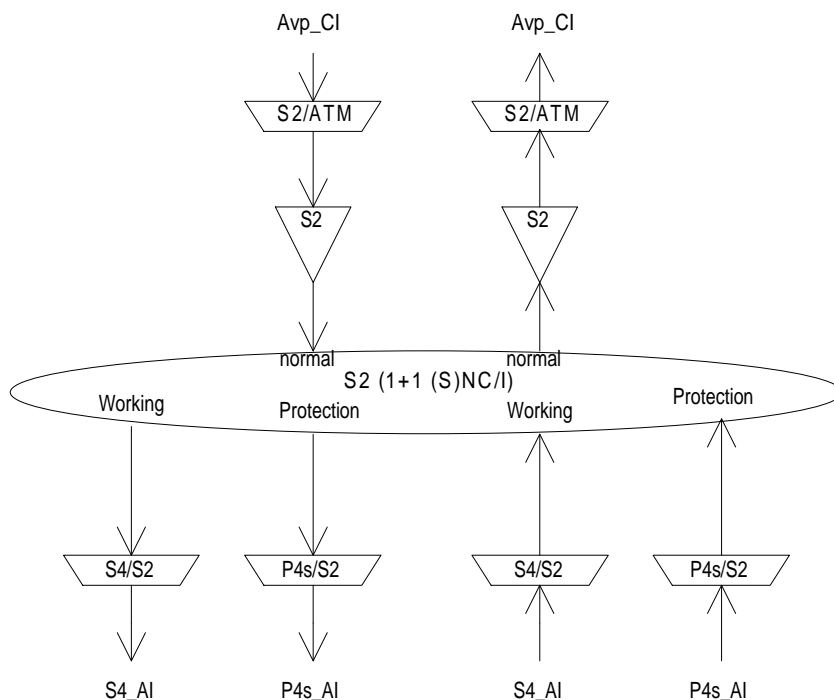 Avp_CI Avp_CI
S2/ATM S2/ATM
S2 S2
normal normal
S2 (1+1 (S)NC/I)
Working Protection Working Protection
S4/S2 P4s/S2 S4/S2 P4s/S2
S4_AI P4s_AI S4_AI P4s_AI